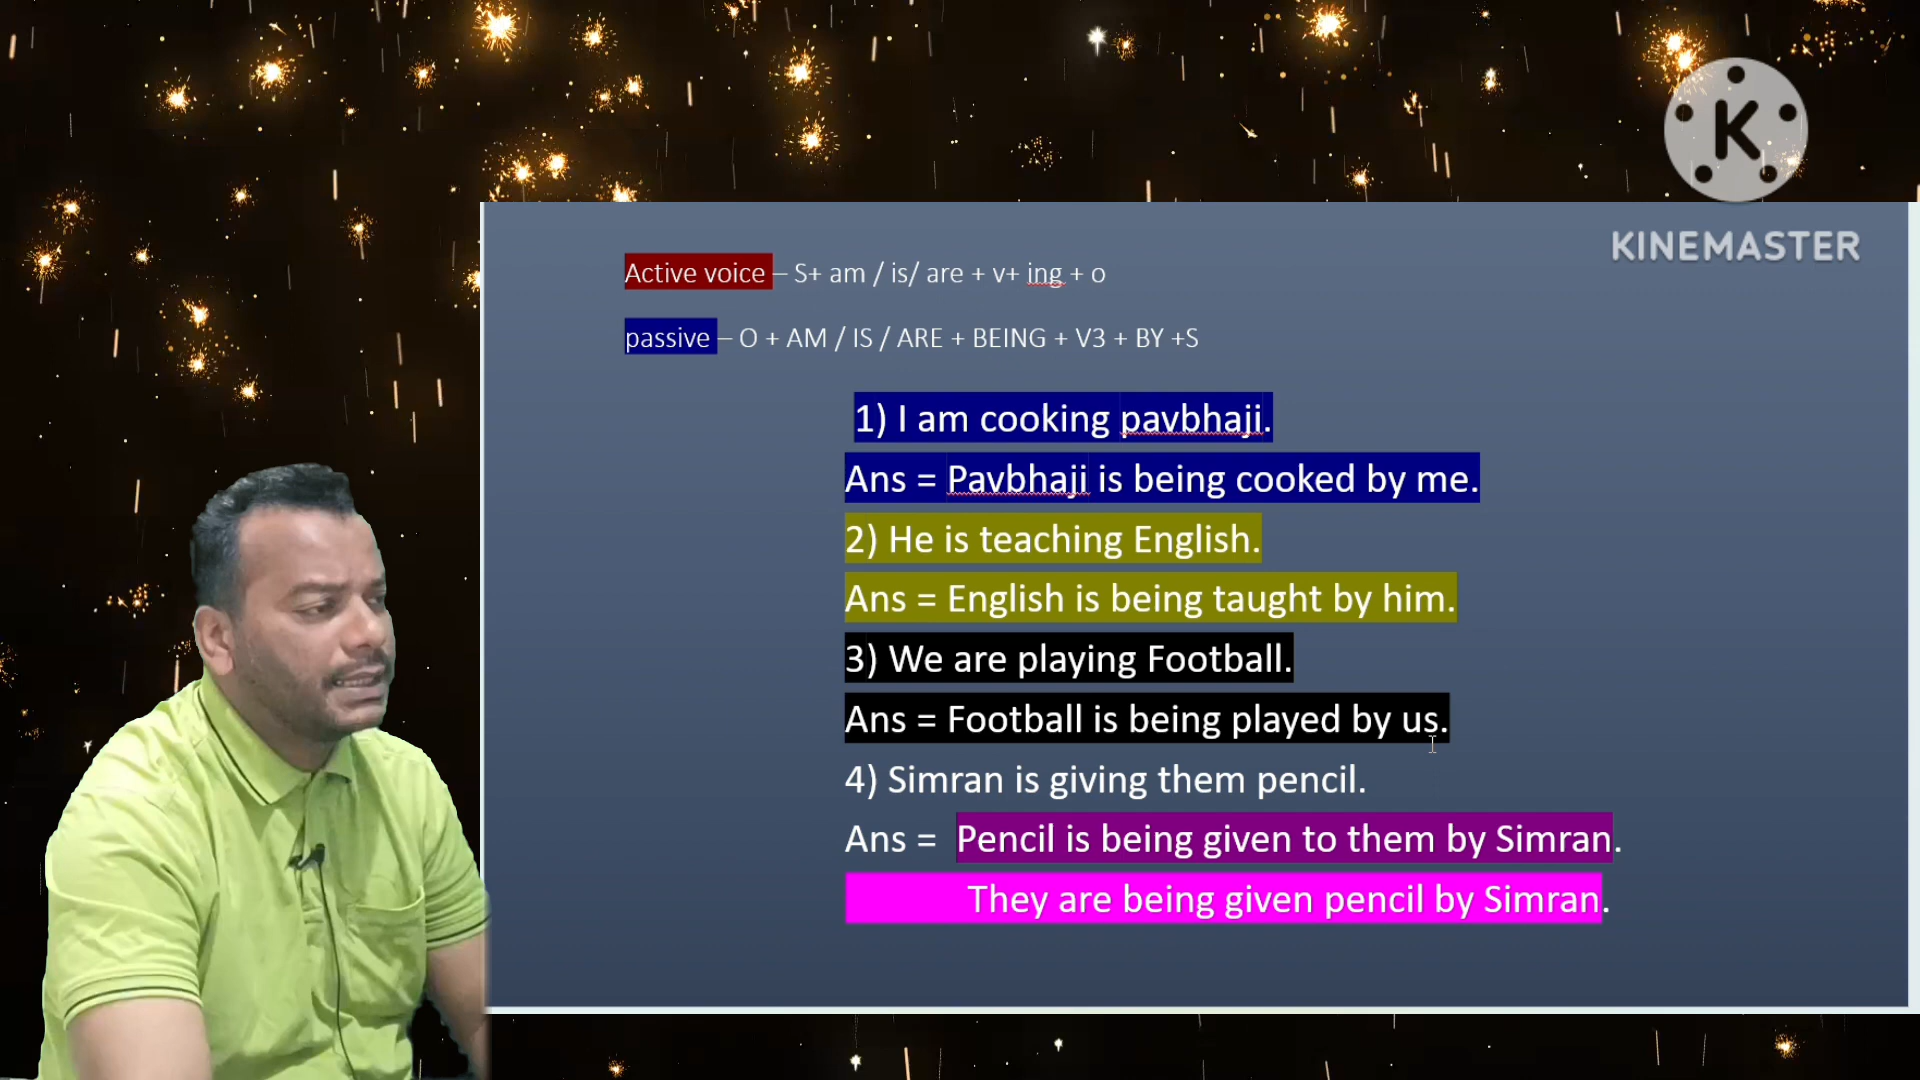 K
KINEMASTER
Active voice – S+ am / is/ are + v+ ing + o
passive – O + AM / IS / ARE + BEING + V3 + BY +S
1) I am cooking pavbhaji.
Ans = Pavbhaji is being cooked by me.
2) He is teaching English.
Ans = English is being taught by him.
3) We are playing Football.
Ans = Football is being played by us.
4) Simran is giving them pencil.
Ans = Pencil is being given to them by Simran.
They are being given pencil by Simran.